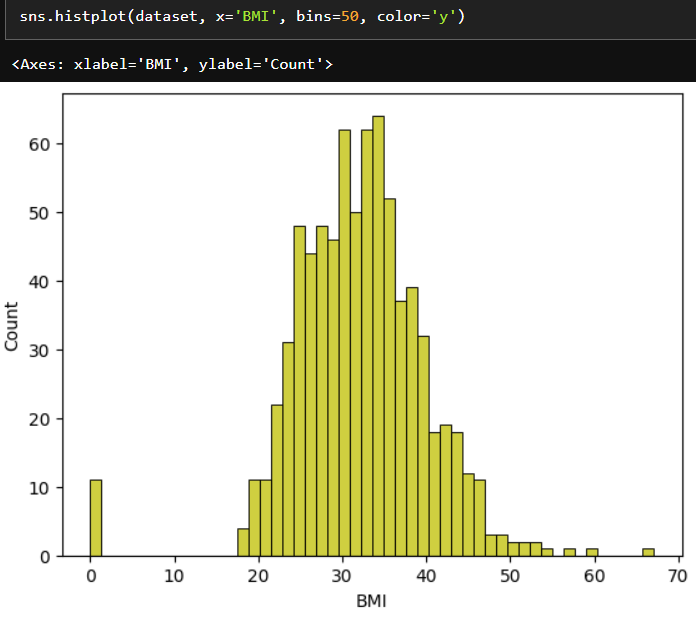 sns.histplot(dataset, x='BMI', bins=50, color='y')
<Axes: xlabel='BMI', ylabel='Count'>
60
50
40
30
20
10
0
Count
0 10 20 30 40 50 60 70
BMI